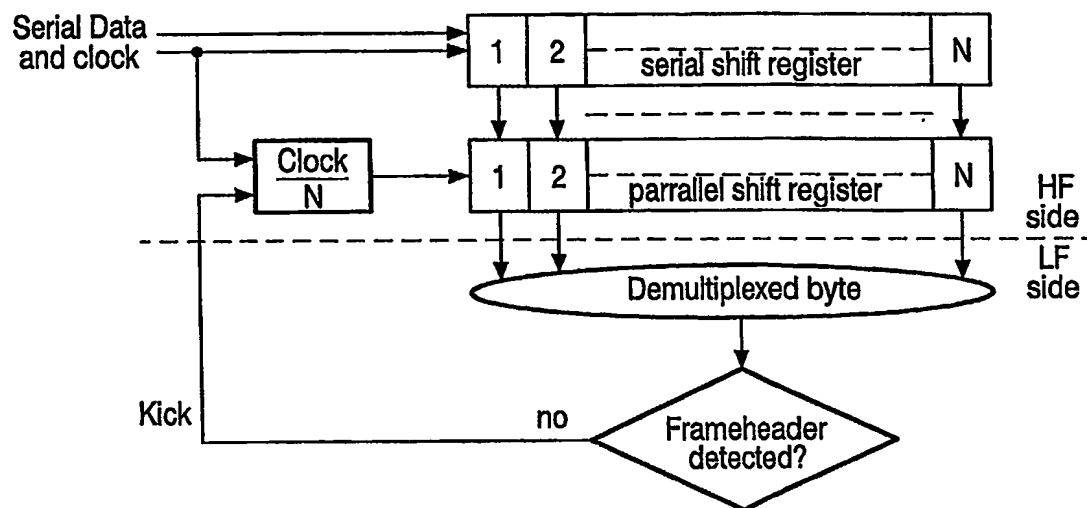 Serial Data
and clock
1
2
serial shift register
N
Clock
N
1
2
parrallel shift register
N
HF
side
LF
side
Demultiplexed byte
Kick
no
Frameheader
detected?